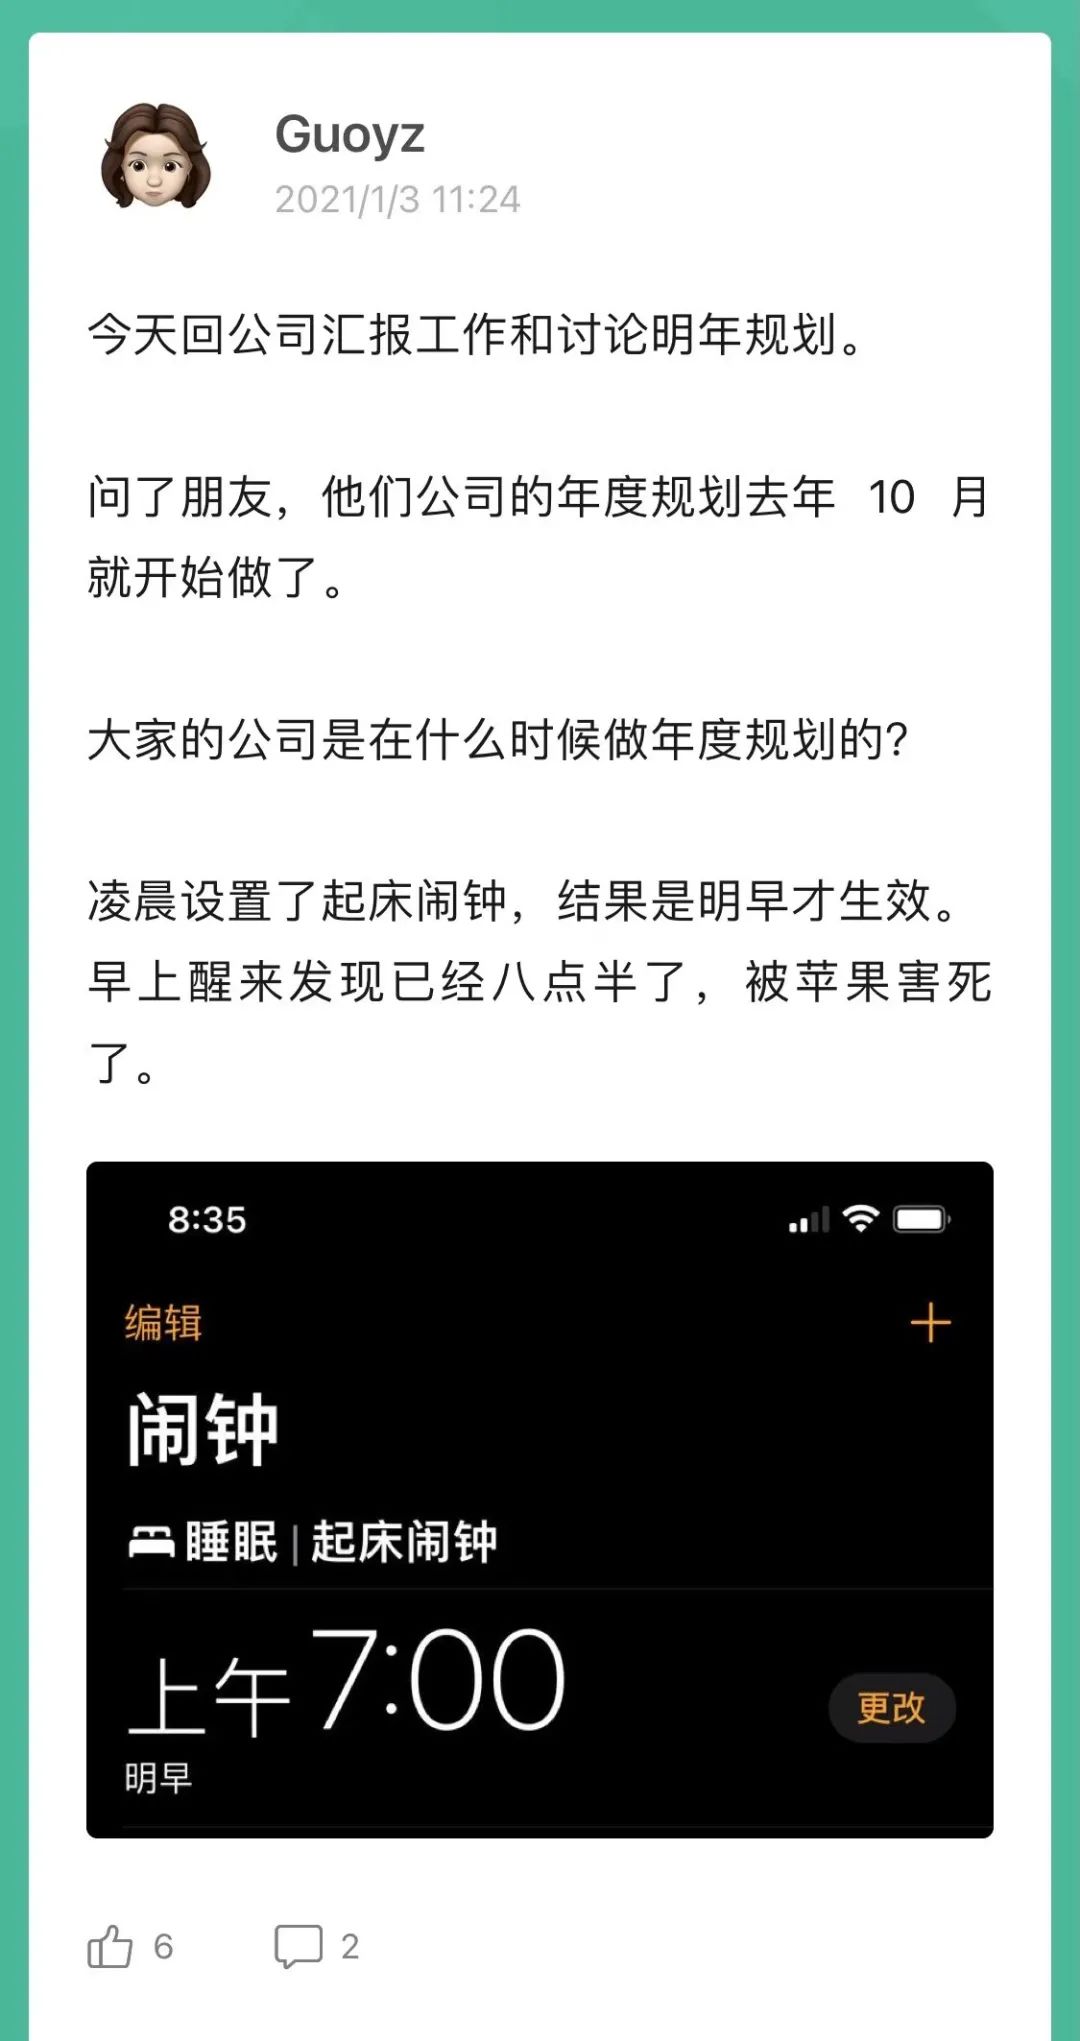 Guoyz
2021/1/3 11:24
今天回公司汇报工作和讨论明年规划。
问了朋友，他们公司的年度规划去年 10 月
就开始做了。
大家的公司是在什么时候做年度规划的？
凌晨设置了起床闹钟，结果是明早才生效。
早上醒来发现已经八点半了，被苹果害死
了。
8:35
编辑
闹钟
睡眠 | 起床闹钟
上午 7:00
更改
明早
6 2